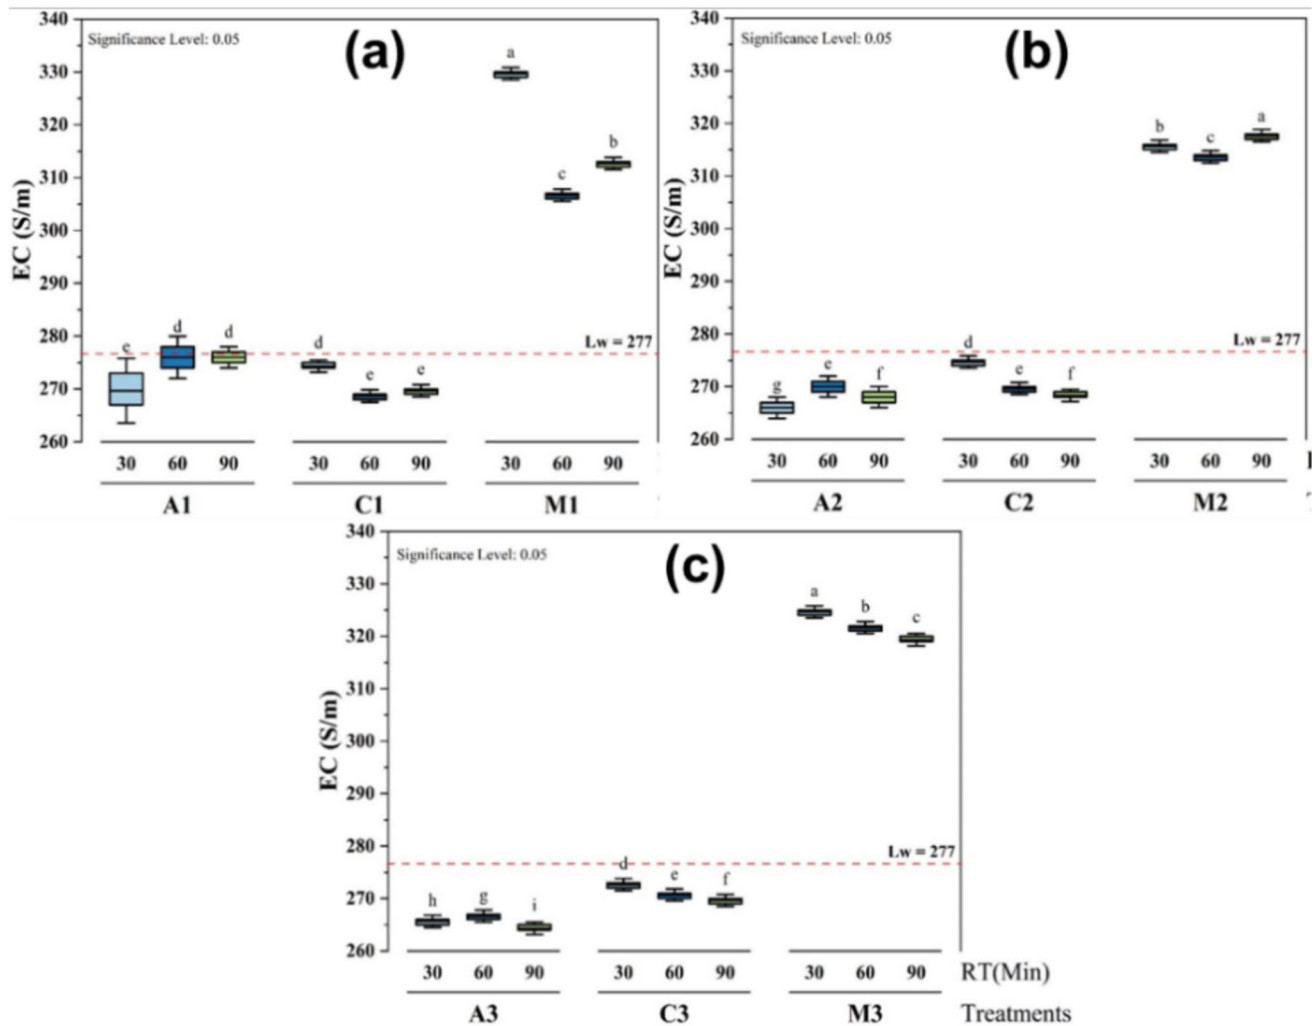 340
Significance Level: 0.05
(a)
330
a
320
b
310
c
EC (S/m)
300
290
280
d
d
e
d
e
e
Lw = 277
270
260
30 60 90 30 60 90 30 60 90
A1 C1 M1
340
Significance Level: 0.05
(b)
330
320
b
c
a
310
EC (S/m)
300
290
280
Lw = 277
g
e
f
d
e
f
270
260
30 60 90 30 60 90 30 60 90
A2 C2 M2
340
Significance Level: 0.05
(c)
330
a
b
c
320
310
EC (S/m)
300
290
280
Lw = 277
h
g
i
d
e
f
270
260
30 60 90 30 60 90 30 60 90 RT(Min)
A3 C3 M3 Treatments